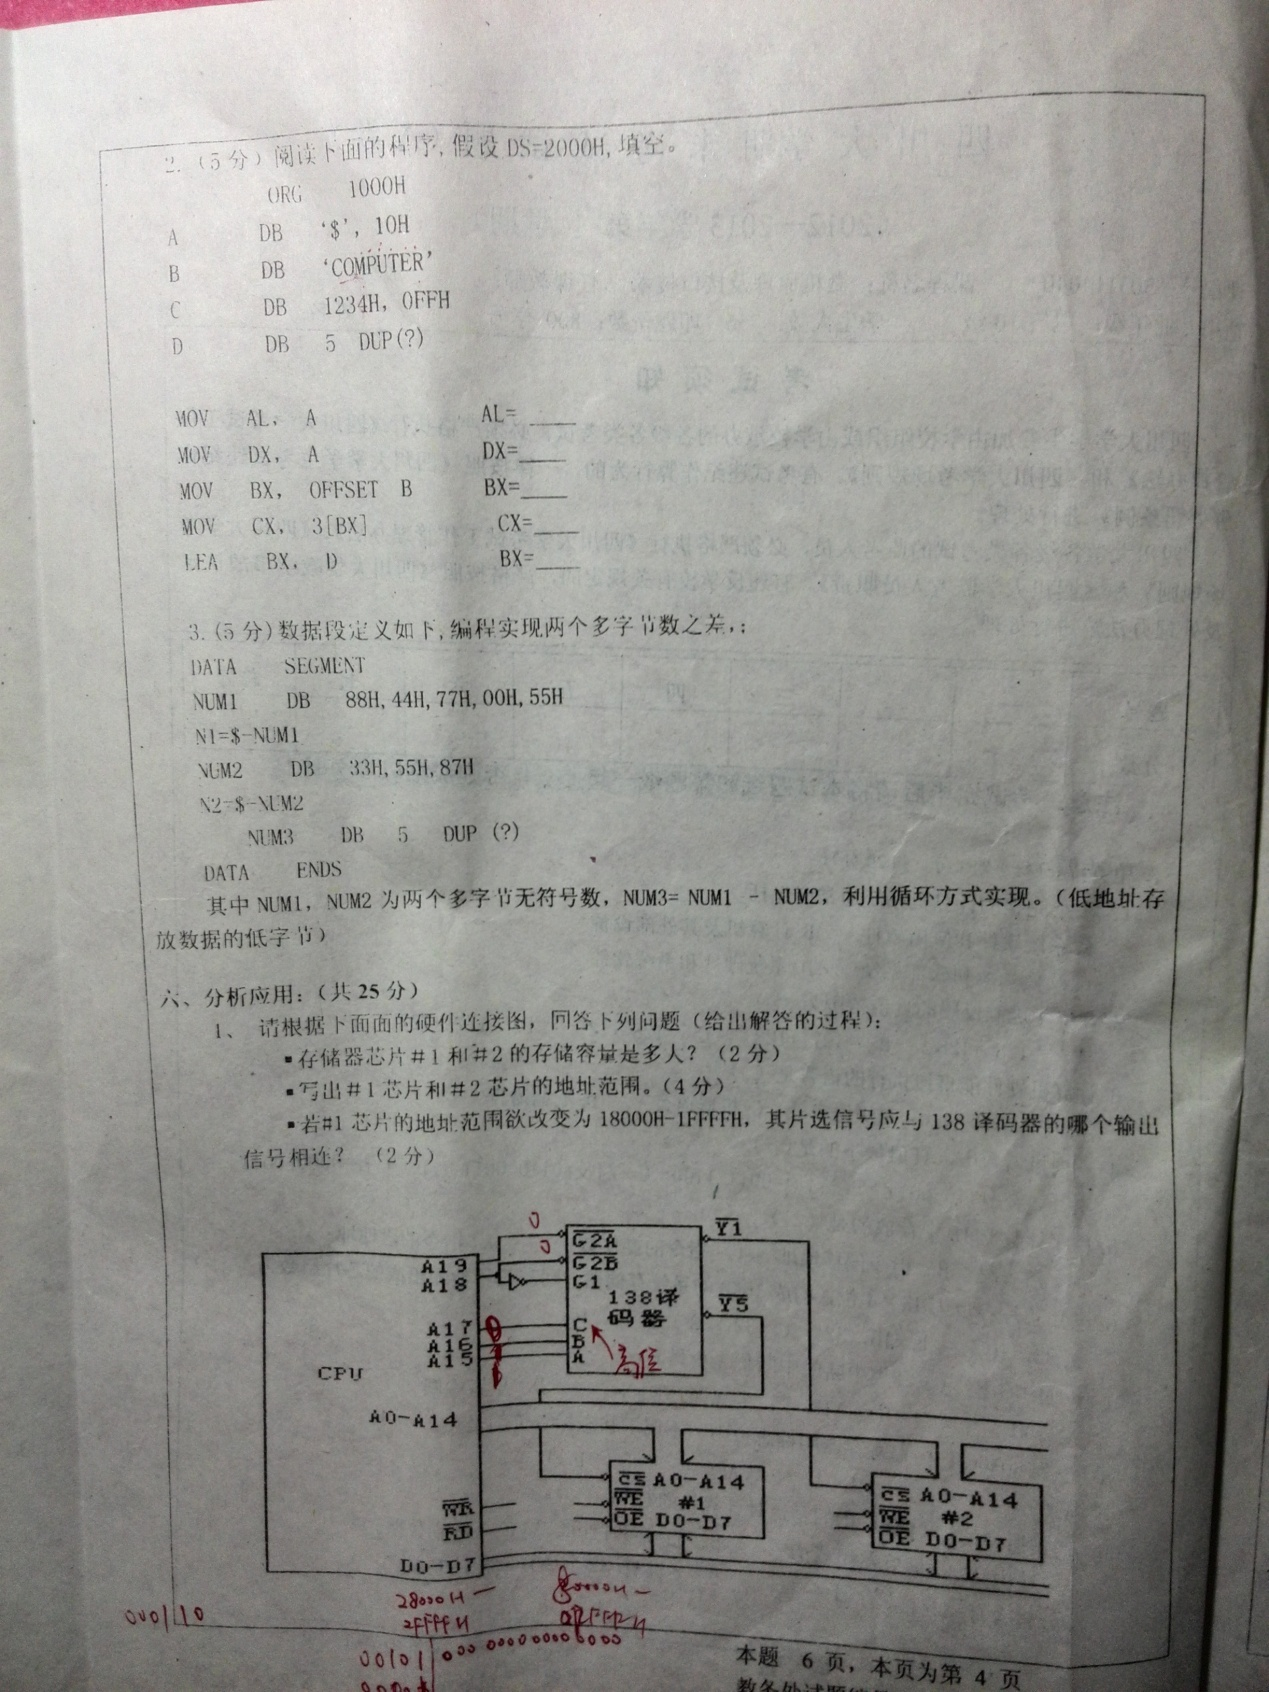 2.（5分）阅读下面的程序,假设DS=2000H,填空。
ORG 1000H
A DB '$', 10H
B DB 'COMPUTER'
C DB 1234H, 0FFH
D DB 5 DUP(?)
MOV AL, A AL=____
MOV DX, A DX=____
MOV BX, OFFSET B BX=____
MOV CX, 3[BX] CX=____
LEA BX, D BX=____
3.(5分)数据段定义如下,编程实现两个多字节数之差,:
DATA SEGMENT
NUM1 DB 88H,44H,77H,00H,55H
N1=$-NUM1
NUM2 DB 33H,55H,87H
N2=$-NUM2
NUM3 DB 5 DUP (?)
DATA ENDS
其中NUM1，NUM2为两个多字节无符号数，NUM3= NUM1 - NUM2，利用循环方式实现。（低地址存
放数据的低字节）
六、分析应用：（共25分）
1、 请根据下面面的硬件连接图，回答下列问题（给出解答的过程）：
▪存储器芯片#1和#2的存储容量是多大？（2分）
▪写出#1芯片和#2芯片的地址范围。（4分）
▪若#1芯片的地址范围欲改变为18000H-1FFFFH，其片选信号应与138译码器的哪个输出
信号相连？ （2分）
0
0
A19
A18
A17
A16
A15
CPU
A0-A14
WR
RD
D0-D7
G2A
G2B
G1
138译
码器
C
B
A
高位
Y1
Y5
CS A0-A14
WE #1
OE D0-D7
CS A0-A14
WE #2
OE D0-D7
28000H-
2FFFFH
00101 000 0000 0000 0000
本题 6 页，本页为第 4 页